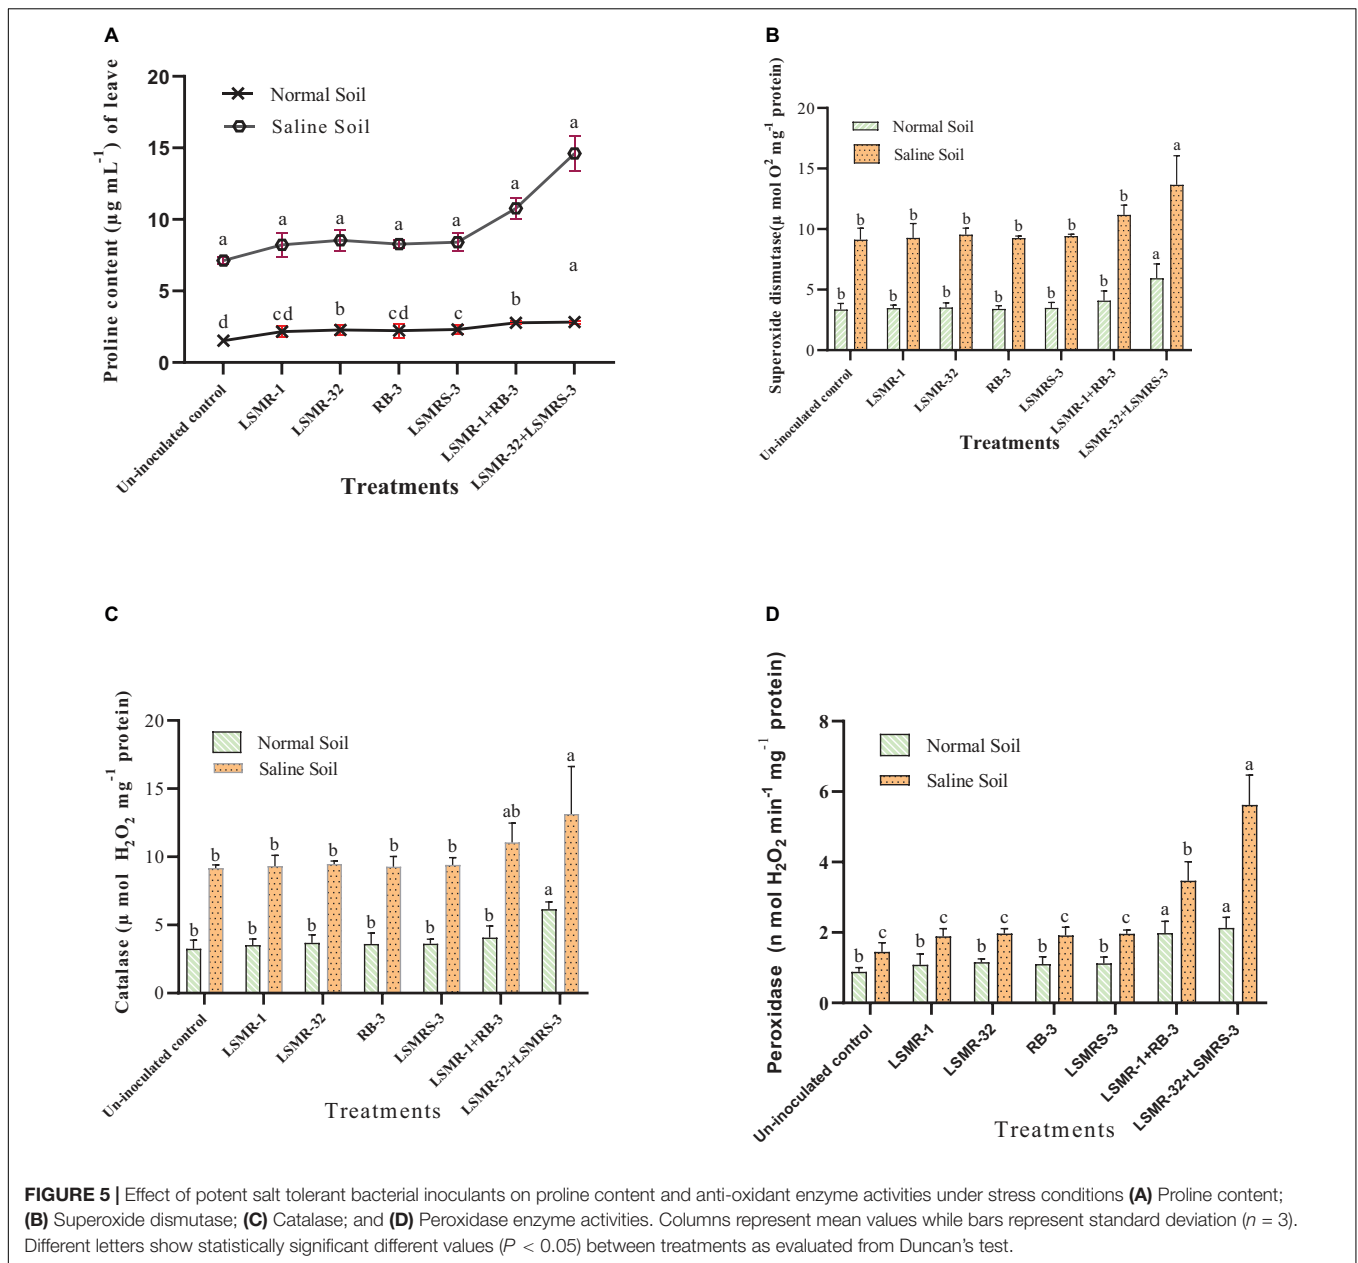 A
Proline content (µg mL-1) of leave
20
15
10
5
0
Normal Soil
Saline Soil
a
a
a
a
a
a
a
a
d
cd
b
cd
c
b
Un-inoculated control
LSMR-1
LSMR-32
RB-3
LSMRS-3
LSMR-1+RB-3
LSMR-32+LSMRS-3
Treatments
B
Superoxide dismutase(µ mol O2 mg-1 protein)
20
15
10
5
0
Normal Soil
Saline Soil
b
b
b
b
b
b
b
b
b
b
b
b
a
a
Un-inoculated control
LSMR-1
LSMR-32
RB-3
LSMRS-3
LSMR-1+RB-3
LSMR-32+LSMRS-3
Treatments
C
Catalase (µ mol H2O2 mg-1 protein)
20
15
10
5
0
Normal Soil
Saline Soil
b
b
b
b
b
b
b
b
b
b
b
ab
a
a
Un-inoculated control
LSMR-1
LSMR-32
RB-3
LSMRS-3
LSMR-1+RB-3
LSMR-32+LSMRS-3
Treatments
D
Peroxidase (n mol H2O2 min-1 mg-1 protein)
8
6
4
2
0
Normal Soil
Saline Soil
b
c
b
c
b
c
b
c
b
c
a
b
a
a
Un-inoculated control
LSMR-1
LSMR-32
RB-3
LSMRS-3
LSMR-1+RB-3
LSMR-32+LSMRS-3
Treatments
FIGURE 5 | Effect of potent salt tolerant bacterial inoculants on proline content and anti-oxidant enzyme activities under stress conditions (A) Proline content;
(B) Superoxide dismutase; (C) Catalase; and (D) Peroxidase enzyme activities. Columns represent mean values while bars represent standard deviation (n = 3).
Different letters show statistically significant different values (P < 0.05) between treatments as evaluated from Duncan's test.